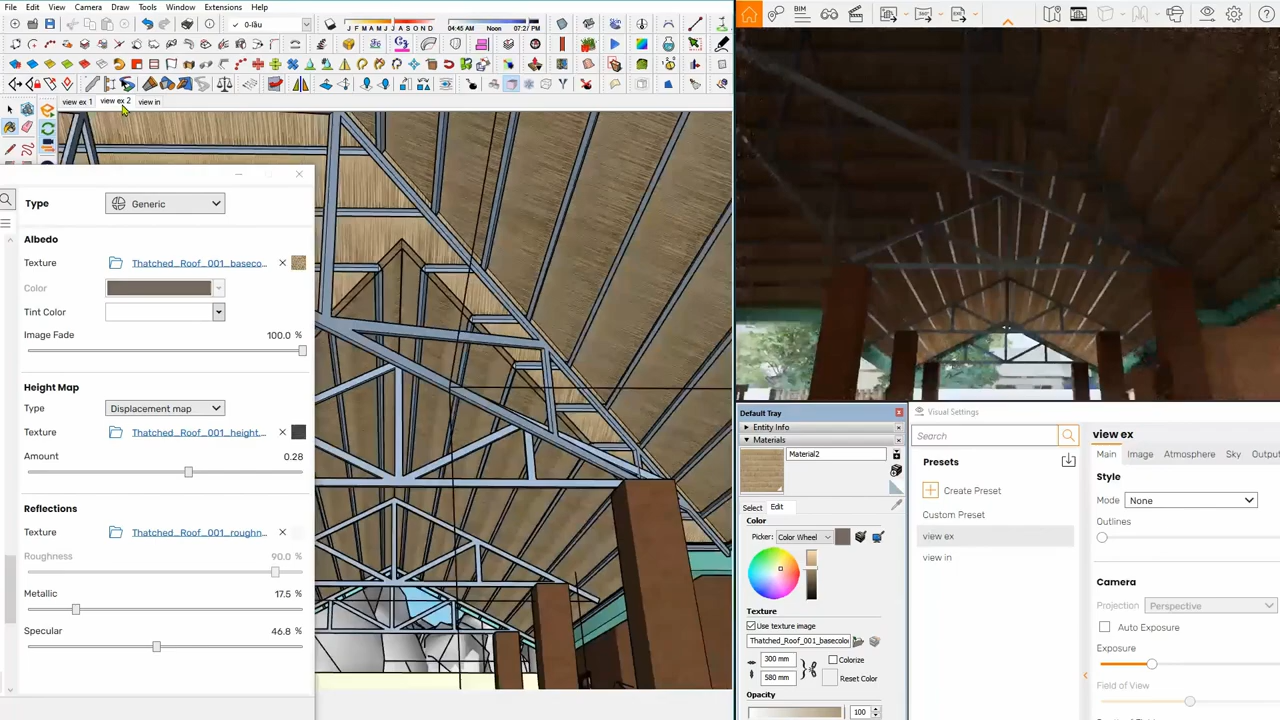 File Edit View Camera Draw Tools Window Extensions Help
0-lầu
J F M A M J J A S O N D
04:45 AM Noon 07:27 PM
BIM
360°
EXE
view ex 1 view ex 2 view in
Type Generic
Albedo
Texture Thatched_Roof_001_baseco...
Color
Tint Color
Image Fade 100.0 %
Height Map
Type Displacement map
Texture Thatched_Roof_001_height....
Amount 0.28
Reflections
Texture Thatched_Roof_001_roughn...
Roughness 90.0 %
Metallic 17.5 %
Specular 46.8 %
Default Tray
Entity Info
Materials
Material2
Select Edit
Color
Picker: Color Wheel
Texture
Use texture image
Thatched_Roof_001_basecolo
300 mm Colorize
580 mm Reset Color
Opacity
100
Visual Settings
Search
Presets
Create Preset
Custom Preset
view ex
view in
view ex
Main Image Atmosphere Sky Output
Style
Mode None
Outlines
Camera
Projection Perspective
Auto Exposure
Exposure
Field of View